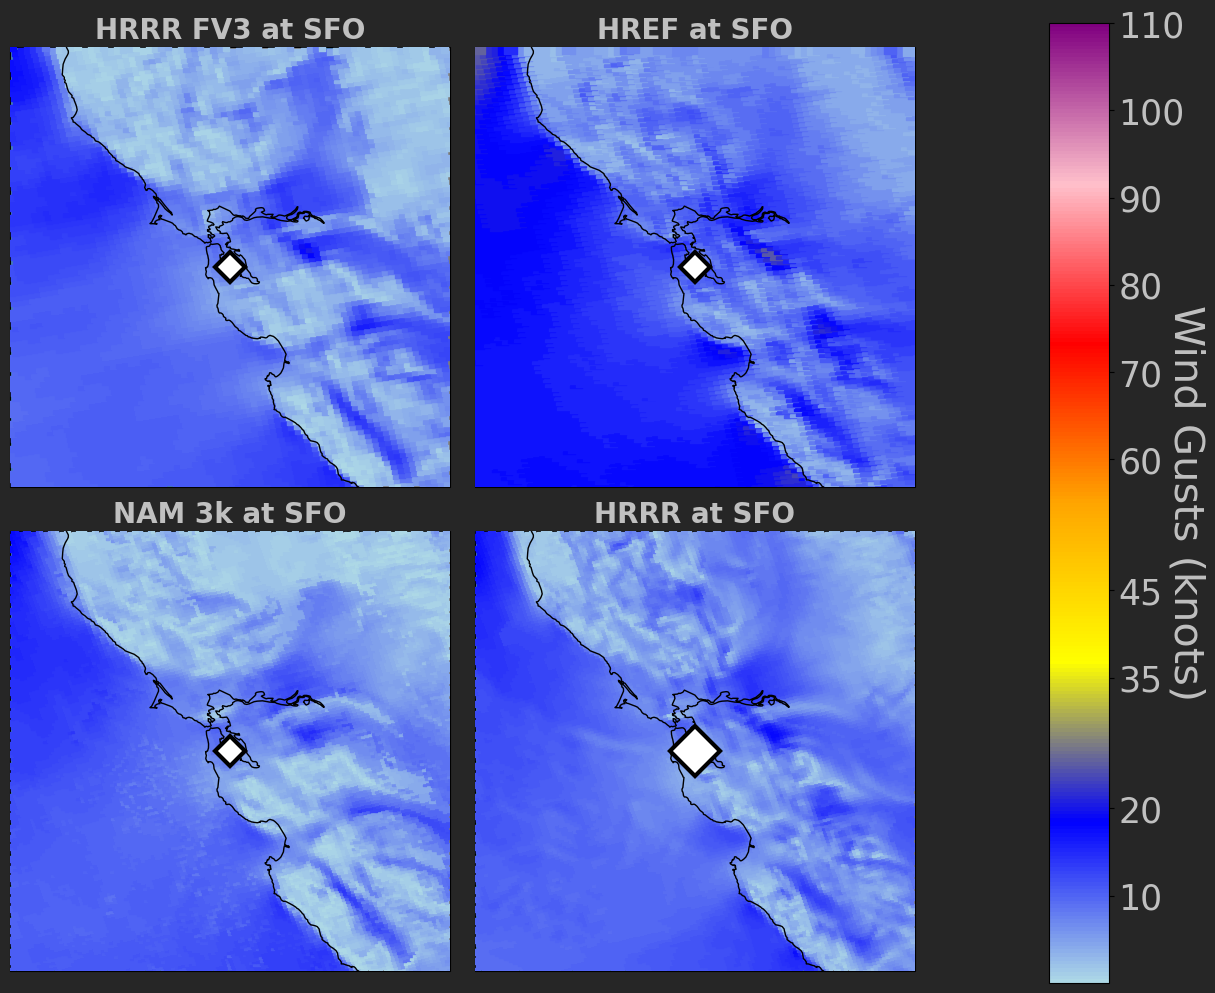 HRRR FV3 at SFO
HREF at SFO
NAM 3k at SFO
HRRR at SFO
110
100
90
80
70
60
45
35
20
10
Wind Gusts (knots)